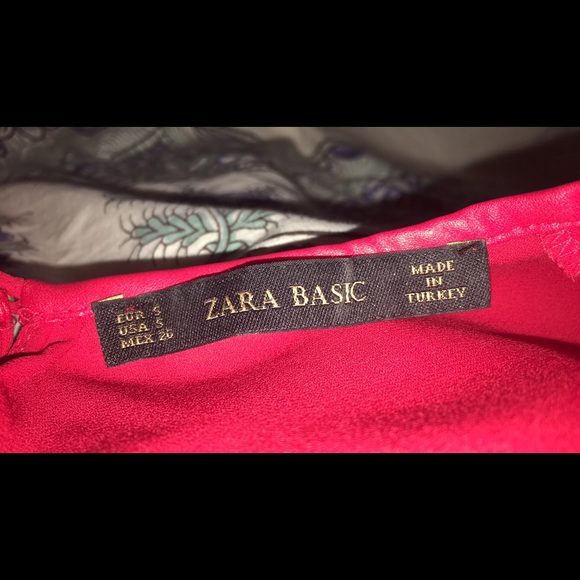 EUR S
USA S
MEX 26
ZARA BASIC
MADE
IN
TURKEY